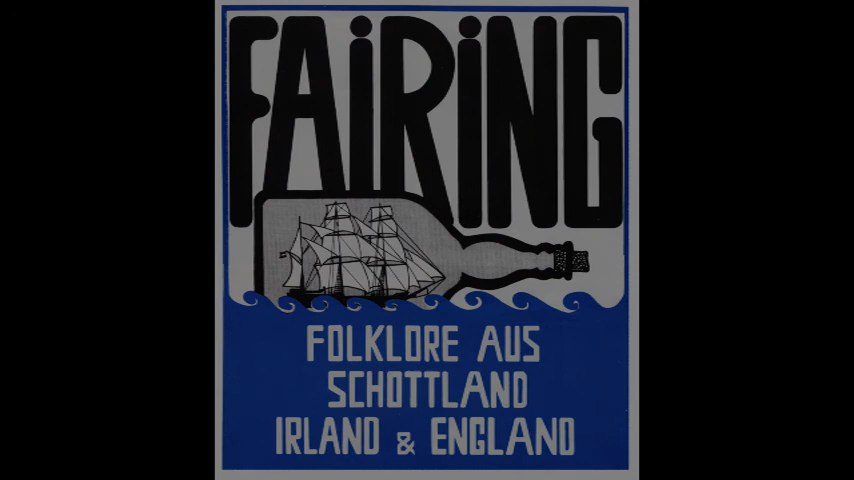 FAiRiNG
FOLKLORE AUS
SCHOTTLAND
IRLAND & ENGLAND